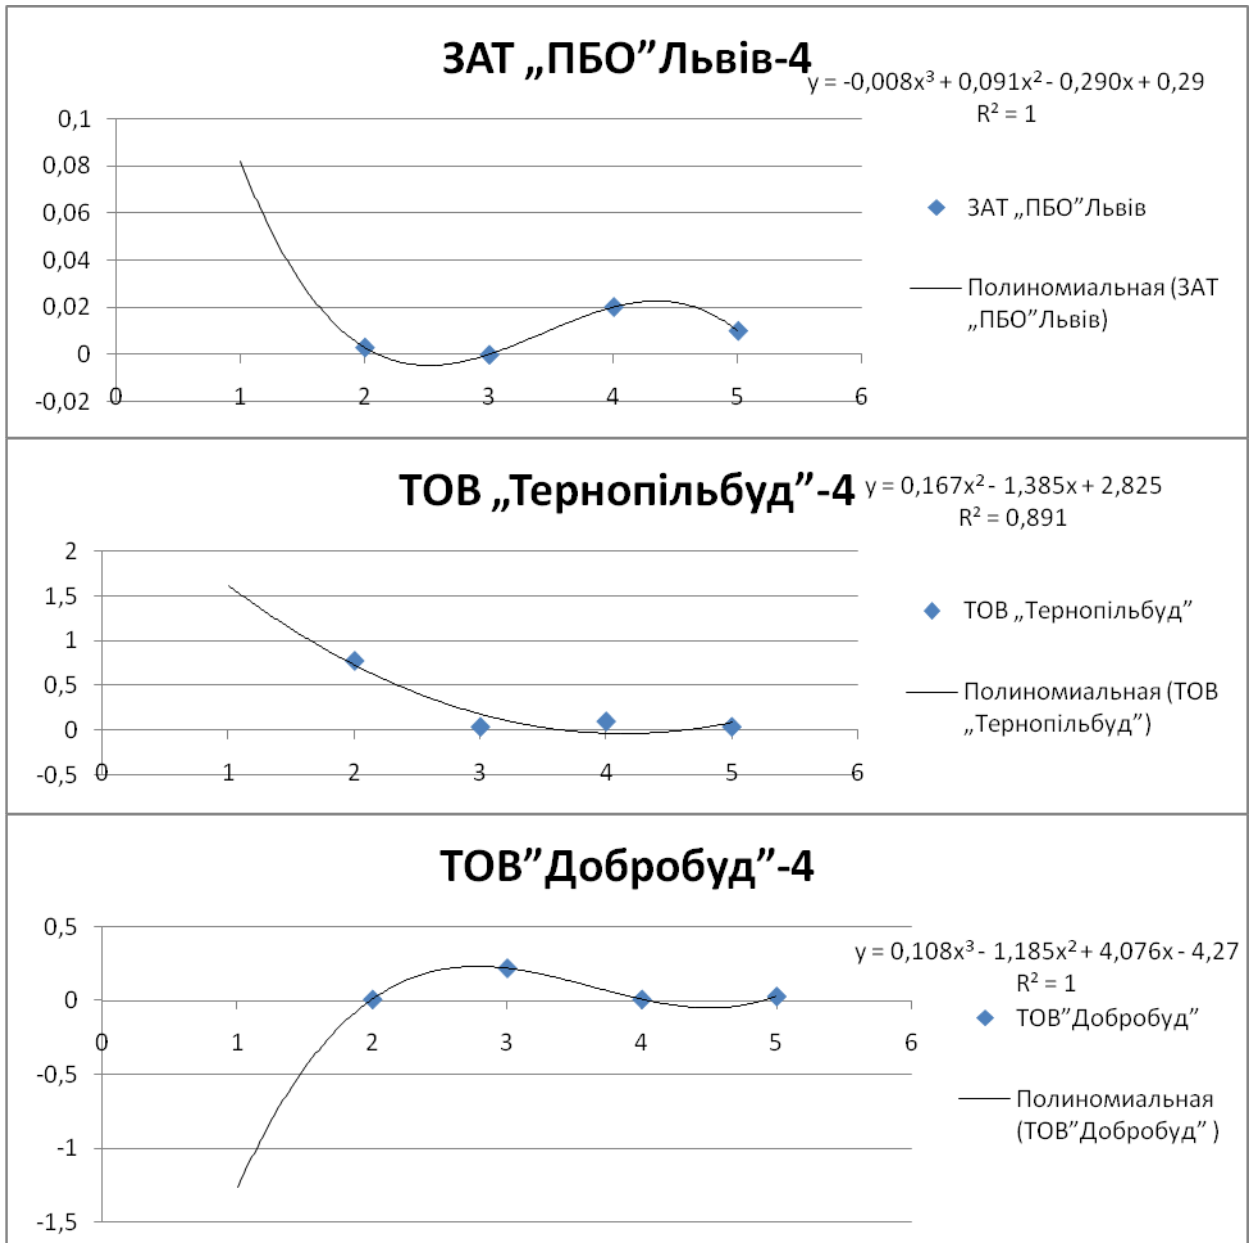 ЗАТ „ПБО”Львів-4
y = -0,008x³ + 0,091x² - 0,290x + 0,29
R² = 1
0,1
0,08
0,06
0,04
0,02
0
-0,02
0 1 2 3 4 5 6
ЗАТ „ПБО”Львів
Полиномиальная (ЗАТ
„ПБО”Львів)
ТОВ „Тернопільбуд”-4
y = 0,167x² - 1,385x + 2,825
R² = 0,891
2
1,5
1
0,5
0
-0,5
0 1 2 3 4 5 6
ТОВ „Тернопільбуд”
Полиномиальная (ТОВ
„Тернопільбуд”)
ТОВ”Добробуд”-4
y = 0,108x³ - 1,185x² + 4,076x - 4,27
R² = 1
0,5
0
-0,5
-1
-1,5
0 1 2 3 4 5 6
ТОВ”Добробуд”
Полиномиальная
(ТОВ”Добробуд” )